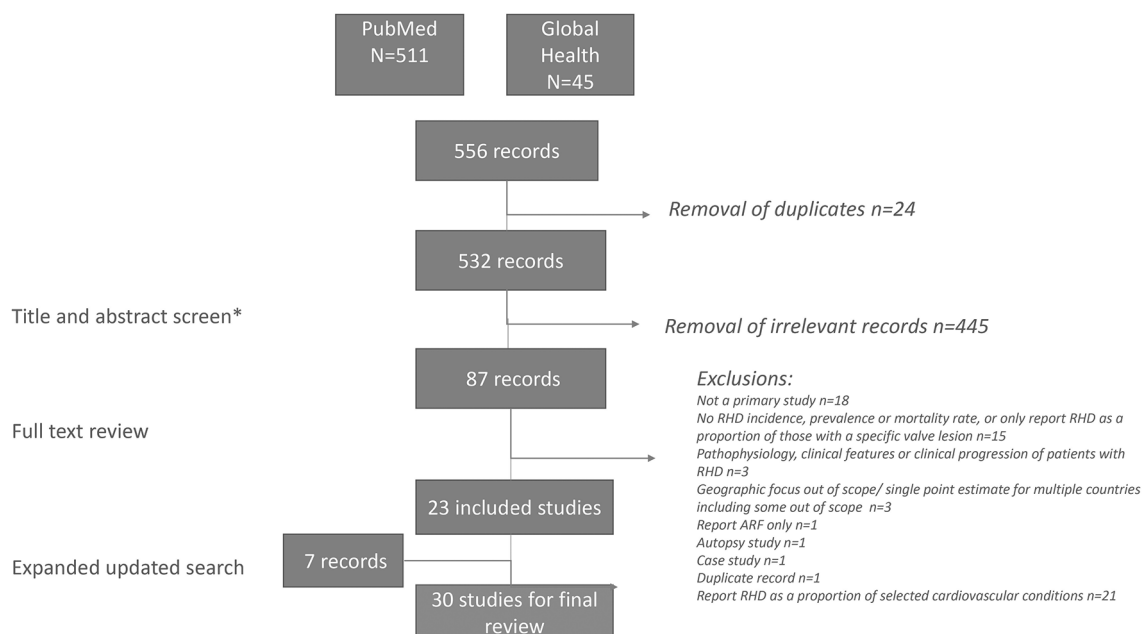 PubMed
N=511
Global
Health
N=45
556 records
Removal of duplicates n=24
532 records
Title and abstract screen*
Removal of irrelevant records n=445
87 records
Full text review
Exclusions:
Not a primary study n=18
No RHD incidence, prevalence or mortality rate, or only report RHD as a
proportion of those with a specific valve lesion n=15
Pathophysiology, clinical features or clinical progression of patients with
RHD n=3
Geographic focus out of scope/ single point estimate for multiple countries
including some out of scope n=3
Report ARF only n=1
Autopsy study n=1
Case study n=1
Duplicate record n=1
Report RHD as a proportion of selected cardiovascular conditions n=21
23 included studies
7 records
Expanded updated search
30 studies for final
review